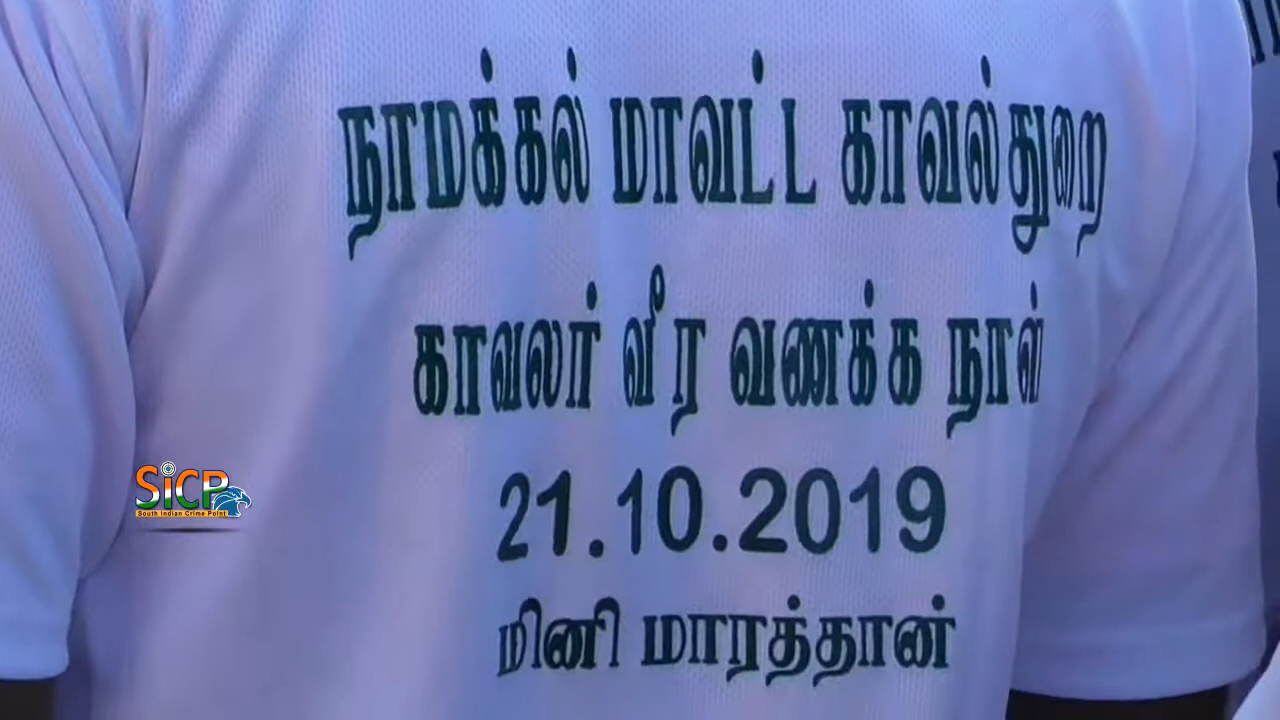 நாமக்கல் மாவட்ட காவல்துறை
காவலர் வீர வணக்க நாள்
21.10.2019
மினி மாரத்தான்
SiCP
South Indian Crime Point